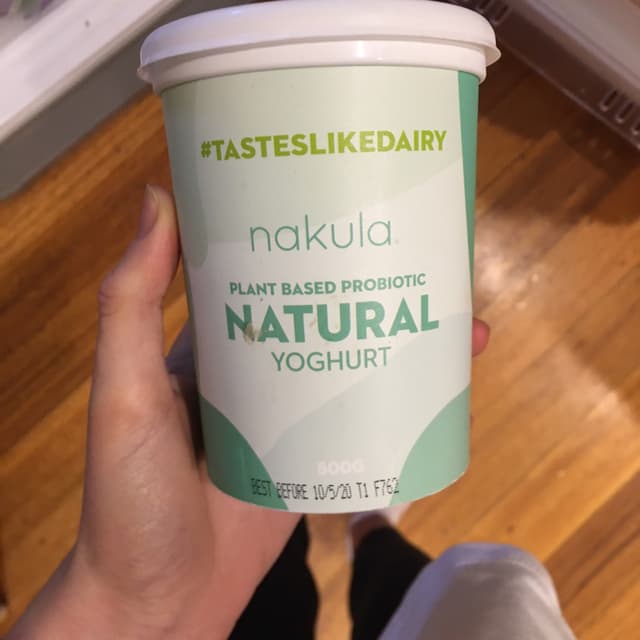 #TASTESLIKEDAIRY
nakula
PLANT BASED PROBIOTIC
NATURAL
YOGHURT
500G
BEST BEFORE 10/5/20 T1 F762